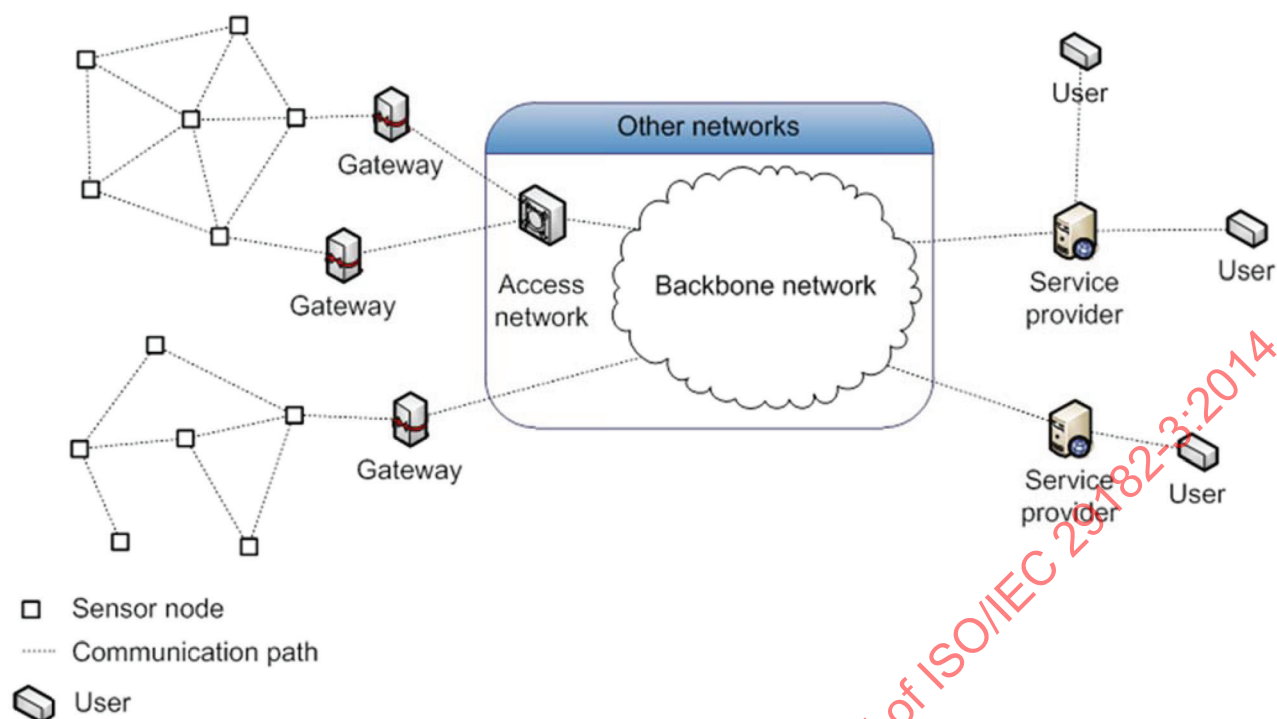 User
Other networks
Gateway
Gateway
Access
network
Backbone network
Service
provider
User
Gateway
Service
provider
User
Sensor node
Communication path
User
of ISO/IEC 29182-3:2014